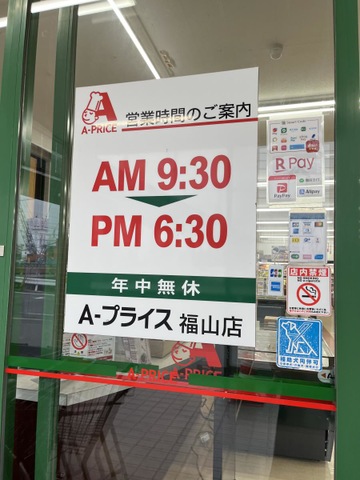 A-PRICE
営業時間のご案内
AM 9:30
PM 6:30
年中無休
A-プライス 福山店
R Pay
PayPay
Alipay
店内禁煙
補助犬同伴可
A-PRICE